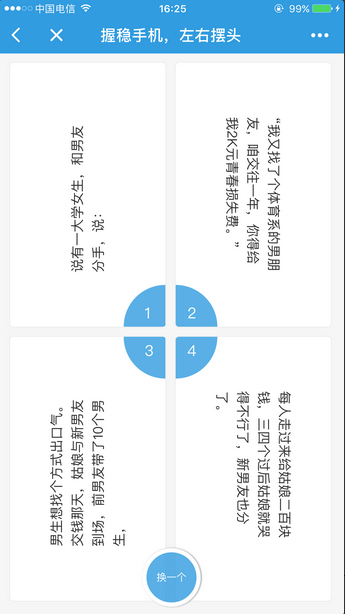 中国电信 16:25 99%
握稳手机，左右摆头
说有一大学女生，和男友
分手，说：
1
“我又找了个体育系的男朋
友，咱交往一年，你得给
我2K元青春损失费。”
2
男生想找个方式出口气。
交钱那天，姑娘与新男友
到场，前男友带了10个男
生，
3
每人走过来给姑娘二百块
钱，三四个过后姑娘就哭
得不行了，新男友也分
了。
4
换一个